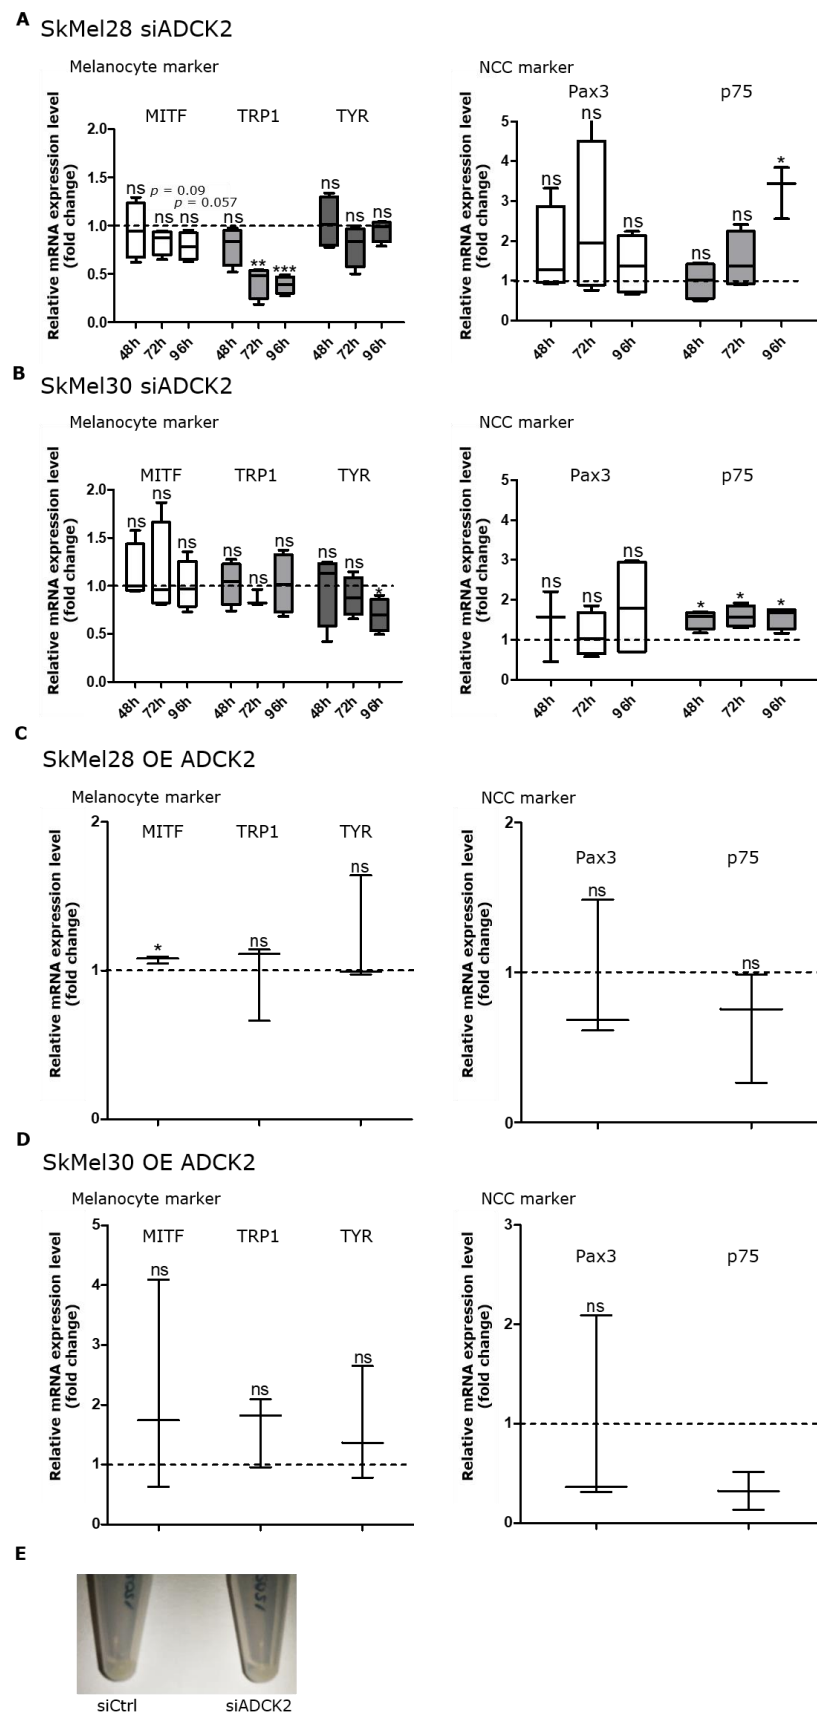 A
SkMel28 siADCK2
Melanocyte marker
NCC marker
Relative mRNA expression level
(fold change)
MITF TRP1 TYR
2.0
1.5
1.0
0.5
0.0
ns p = 0.09
p = 0.057
ns ns ns ** *** ns ns ns
48h 72h 96h 48h 72h 96h 48h 72h 96h
Relative mRNA expression level
(fold change)
Pax3 p75
5
4
3
2
1
0
ns ns ns ns ns *
48h 72h 96h 48h 72h 96h
B
SkMel30 siADCK2
Melanocyte marker
NCC marker
Relative mRNA expression level
(fold change)
MITF TRP1 TYR
2.0
1.5
1.0
0.5
0.0
ns ns ns ns ns ns ns ns *
48h 72h 96h 48h 72h 96h 48h 72h 96h
Relative mRNA expression level
(fold change)
Pax3 p75
5
4
3
2
1
0
ns ns ns * * *
48h 72h 96h 48h 72h 96h
C
SkMel28 OE ADCK2
Melanocyte marker
NCC marker
Relative mRNA expression level
(fold change)
MITF TRP1 TYR
2
1
0
* ns ns
Relative mRNA expression level
(fold change)
Pax3 p75
2
1
0
ns ns
D
SkMel30 OE ADCK2
Melanocyte marker
NCC marker
Relative mRNA expression level
(fold change)
MITF TRP1 TYR
5
4
3
2
1
0
ns ns ns
Relative mRNA expression level
(fold change)
Pax3 p75
3
2
1
0
ns
E
siCtrl siADCK2